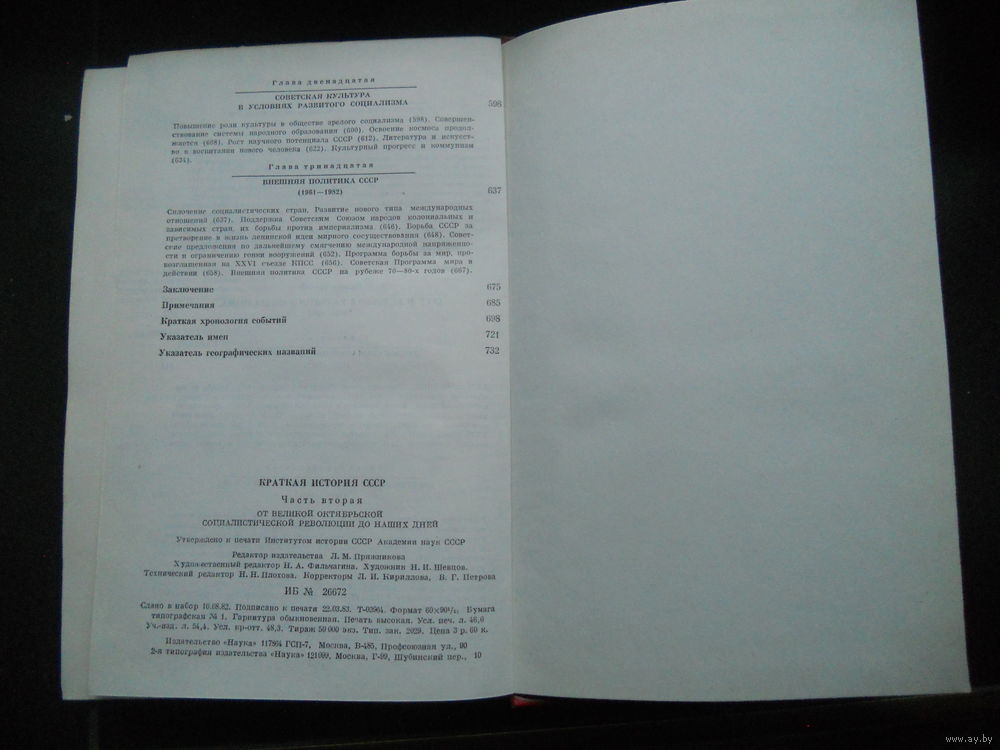 Глава двенадцатая
СОВЕТСКАЯ КУЛЬТУРА
В УСЛОВИЯХ РАЗВИТОГО СОЦИАЛИЗМА 598
Повышение роли культуры в обществе зрелого социализма (598). Совершен-
ствование системы народного образования (600). Освоение космоса продол-
жается (608). Рост научного потенциала СССР (612). Литература и искусст-
во в воспитании нового человека (622). Культурный прогресс и коммунизм
(634).
Глава тринадцатая
ВНЕШНЯЯ ПОЛИТИКА СССР
(1961—1982) 637
Сплочение социалистических стран. Развитие нового типа международных
отношений (637). Поддержка Советским Союзом народов колониальных и
зависимых стран, их борьбы против империализма (646). Борьба СССР за
претворение в жизнь ленинской идеи мирного сосуществования (648). Совет-
ские предложения по дальнейшему смягчению международной напряженно-
сти и ограничению гонки вооружений (652). Программа борьбы за мир, про-
возглашенная на XXVI съезде КПСС (656). Советская Программа мира в
действии (658). Внешняя политика СССР на рубеже 70—80-х годов (667).
Заключение 675
Примечания 685
Краткая хронология событий 698
Указатель имен 721
Указатель географических названий 732
КРАТКАЯ ИСТОРИЯ СССР
Часть вторая
ОТ ВЕЛИКОЙ ОКТЯБРЬСКОЙ
СОЦИАЛИСТИЧЕСКОЙ РЕВОЛЮЦИИ ДО НАШИХ ДНЕЙ
Утверждено к печати Институтом истории СССР Академии наук СССР
Редактор издательства Л. М. Пряжникова
Художественный редактор Н. А. Фильчагина. Художник Н. И. Шевцов.
Технический редактор Н. Н. Плохова. Корректоры Л. И. Кириллова, В. Г. Петрова
ИБ № 26672
Сдано в набор 10.08.82. Подписано к печати 22.03.83. Т-03964. Формат 60×90¹/₁₆ Бумага
типографская № 1. Гарнитура обыкновенная. Печать высокая. Усл. печ. л. 46,0
Уч.-изд. л. 54,4. Усл. кр-отт. 48,3. Тираж 50 000 экз. Тип. зак. 2029. Цена 3 р. 60 к.
Издательство «Наука» 117864 ГСП-7, Москва, В-485, Профсоюзная ул., 90
2-я типография издательства «Наука» 121099, Москва, Г-99, Шубинский пер., 10
www.ay.by